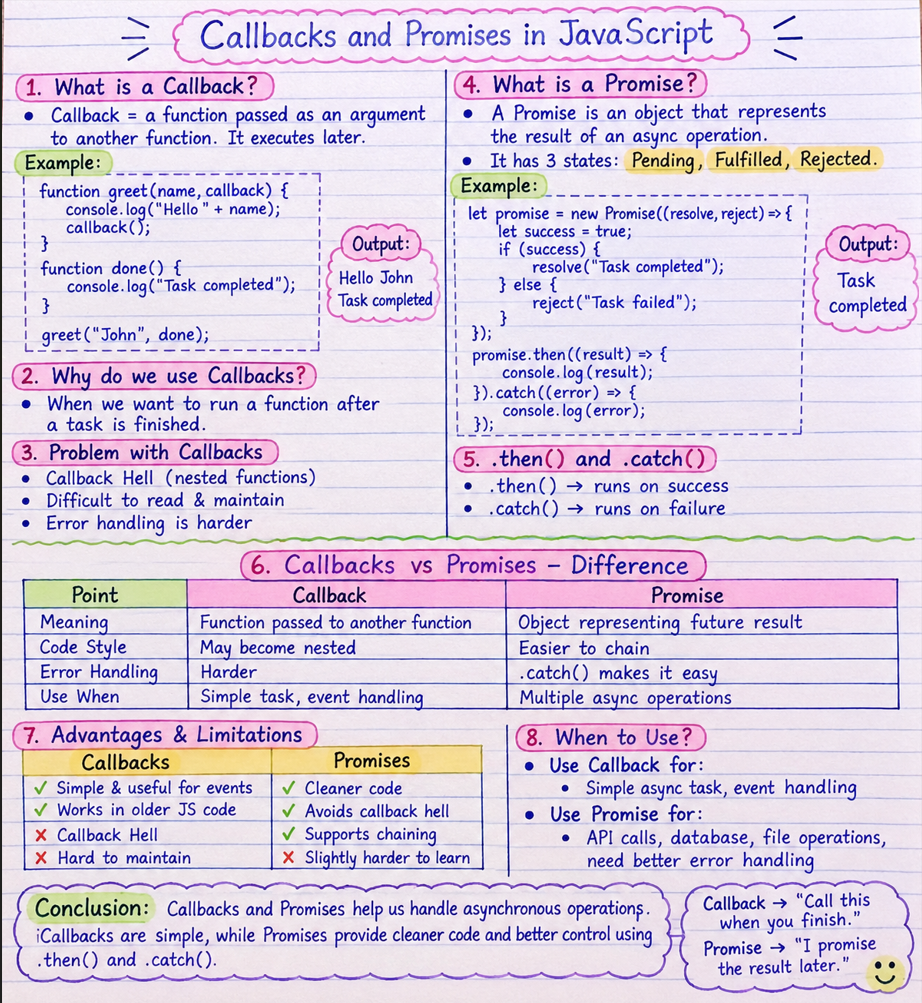 Callbacks and Promises in JavaScript
1. What is a Callback?
• Callback = a function passed as an argument
to another function. It executes later.
Example:
function greet(name, callback) {
console.log("Hello " + name);
callback();
}
function done() {
console.log("Task completed");
}
greet("John", done);
Output:
Hello John
Task completed
2. Why do we use Callbacks?
• When we want to run a function after
a task is finished.
3. Problem with Callbacks
• Callback Hell (nested functions)
• Difficult to read & maintain
• Error handling is harder
4. What is a Promise?
• A Promise is an object that represents
the result of an async operation.
• It has 3 states: Pending, Fulfilled, Rejected.
Example:
let promise = new Promise((resolve, reject) => {
let success = true;
if (success) {
resolve("Task completed");
} else {
reject("Task failed");
}
});
promise.then((result) => {
console.log(result);
}).catch((error) => {
console.log(error);
});
Output:
Task
completed
5. .then() and .catch()
• .then() → runs on success
• .catch() → runs on failure
6. Callbacks vs Promises – Difference
Point Callback Promise
Meaning Function passed to another function Object representing future result
Code Style May become nested Easier to chain
Error Handling Harder .catch() makes it easy
Use When Simple task, event handling Multiple async operations
7. Advantages & Limitations
Callbacks Promises
✓ Simple & useful for events ✓ Cleaner code
✓ Works in older JS code ✓ Avoids callback hell
✗ Callback Hell ✓ Supports chaining
✗ Hard to maintain ✗ Slightly harder to learn
8. When to Use?
• Use Callback for:
• Simple async task, event handling
• Use Promise for:
• API calls, database, file operations,
need better error handling
Conclusion: Callbacks and Promises help us handle asynchronous operations.
iCallbacks are simple, while Promises provide cleaner code and better control using
.then() and .catch().
Callback → "Call this
when you finish."
Promise → "I promise
the result later."